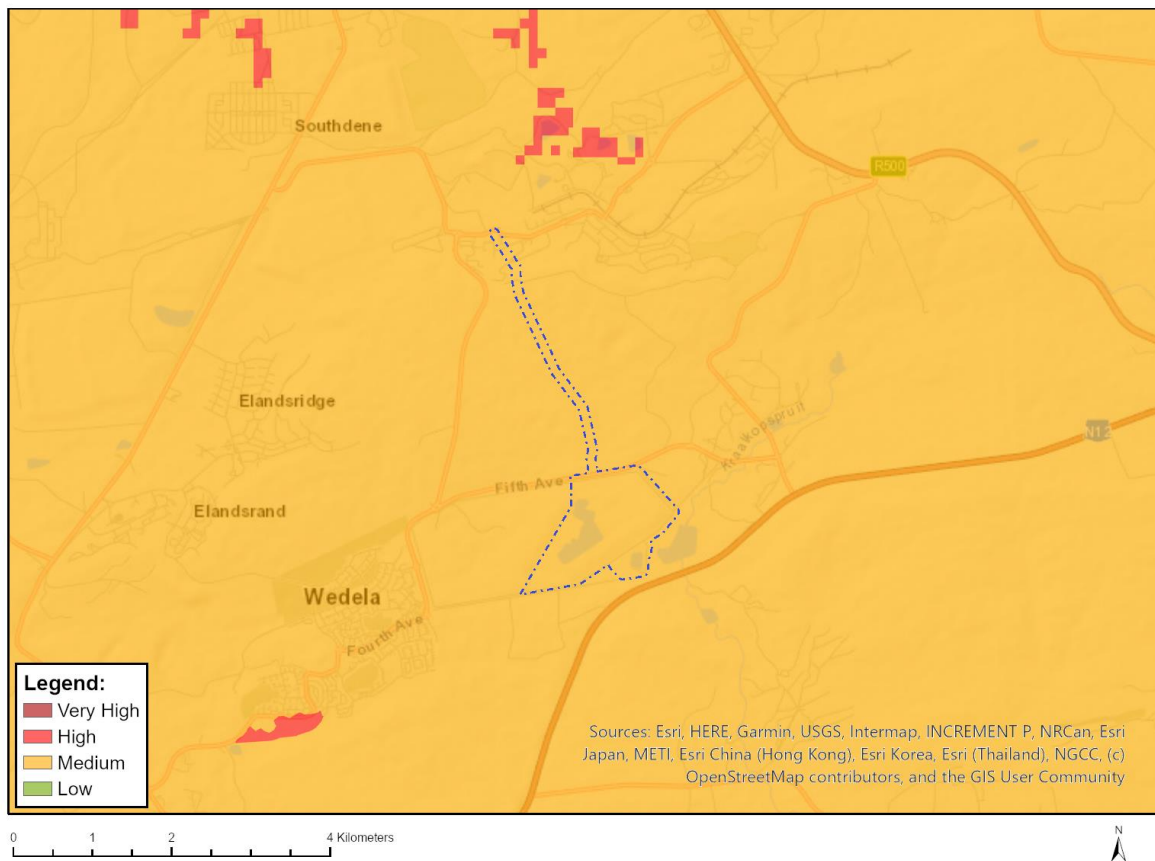 Southdene
R500
Elandsridge
Kraalkopspruit
N12
Fifth Ave
Elandsrand
Wedela
Fourth Ave
Legend:
Very High
High
Medium
Low
Sources: Esri, HERE, Garmin, USGS, Intermap, INCREMENT P, NRCan, Esri
Japan, METI, Esri China (Hong Kong), Esri Korea, Esri (Thailand), NGCC, (c)
OpenStreetMap contributors, and the GIS User Community
0 1 2 4 Kilometers
N